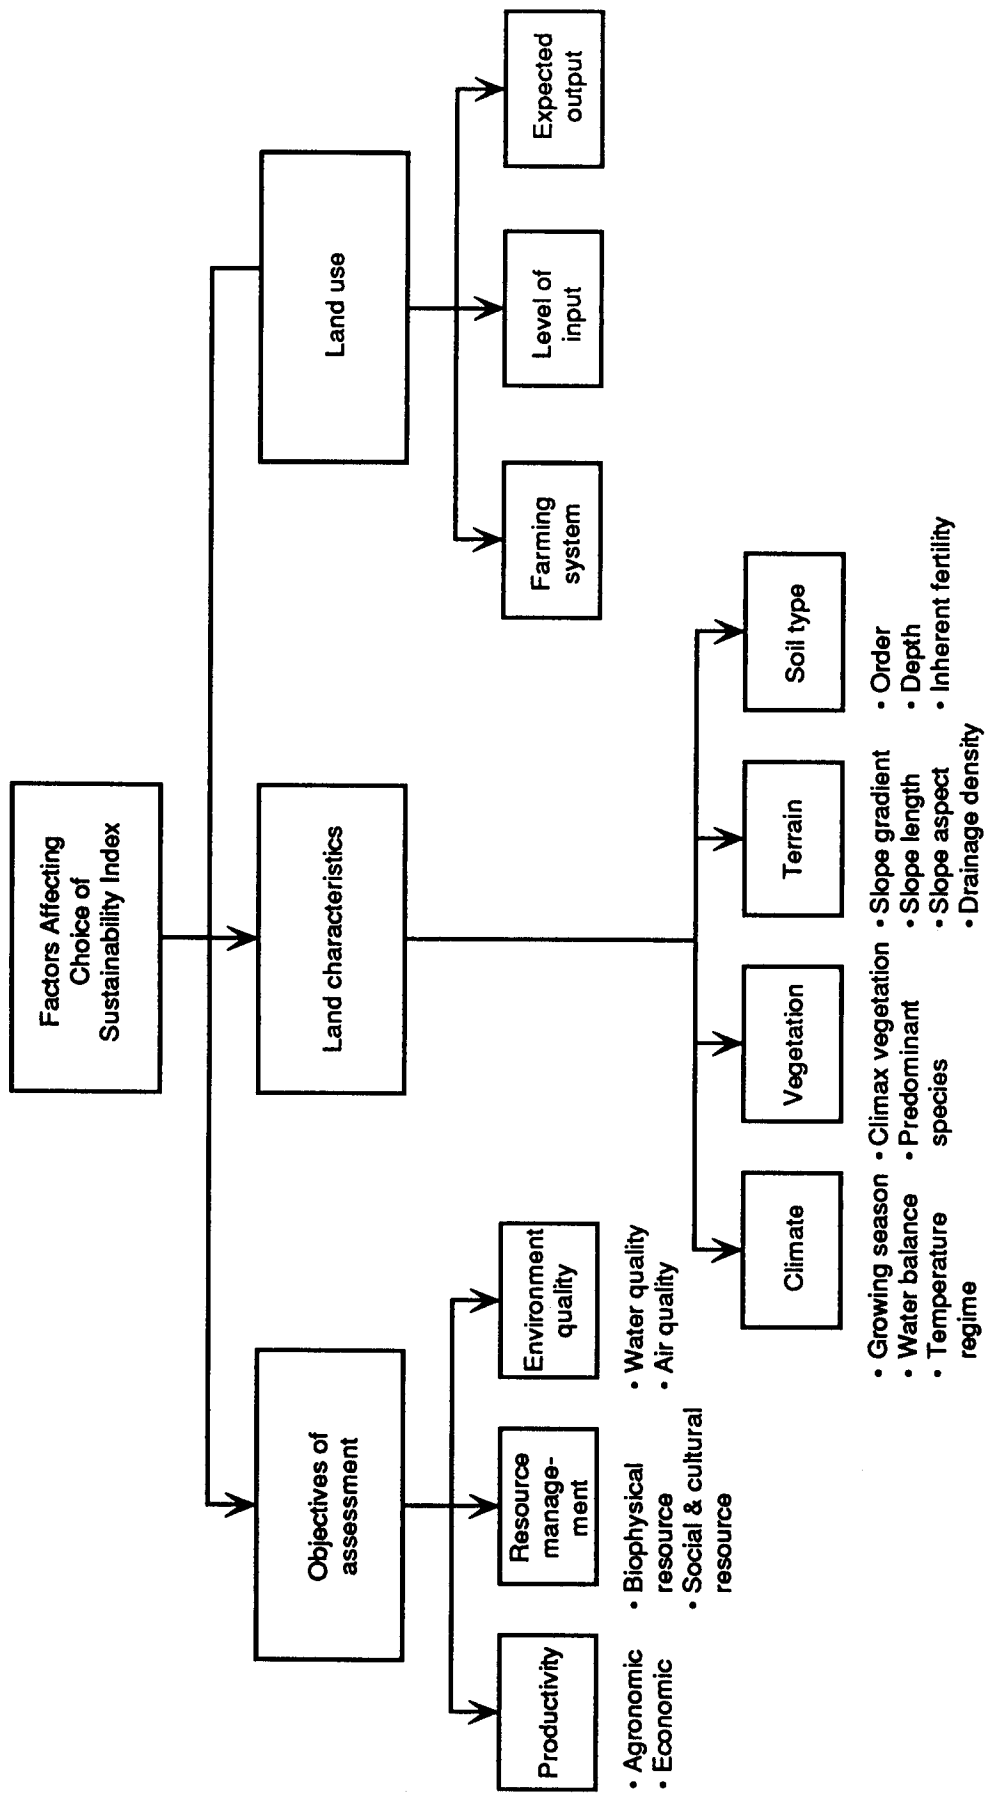 Factors Affecting
Choice of
Sustainability Index
Objectives of
assessment
Land characteristics
Land use
Productivity
• Agronomic
• Economic
Resource
manage-
ment
• Biophysical
resource
• Social & cultural
resource
Environment
quality
• Water quality
• Air quality
Farming
system
Level of
input
Expected
output
Climate
• Growing season
• Water balance
• Temperature
regime
Vegetation
• Climax vegetation
• Predominant
species
Terrain
• Slope gradient
• Slope length
• Slope aspect
• Drainage density
Soil type
• Order
• Depth
• Inherent fertility